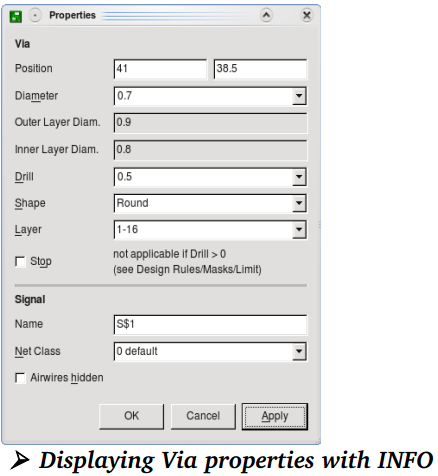 Properties
Via
Position 41 38.5
Diameter 0.7
Outer Layer Diam. 0.9
Inner Layer Diam. 0.8
Drill 0.5
Shape Round
Layer 1-16
Stop not applicable if Drill > 0
(see Design Rules/Masks/Limit)
Signal
Name S$1
Net Class 0 default
Airwires hidden
OK Cancel Apply
➢ Displaying Via properties with INFO